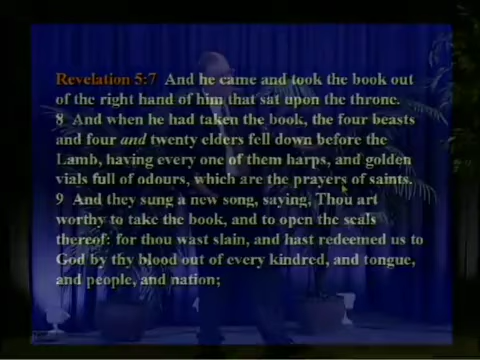 Revelation 5:7 And he came and took the book out
of the right hand of him that sat upon the throne.
8 And when he had taken the book, the four beasts
and four and twenty elders fell down before the
Lamb, having every one of them harps, and golden
vials full of odours, which are the prayers of saints.
9 And they sung a new song, saying, Thou art
worthy to take the book, and to open the seals
thereof: for thou wast slain, and hast redeemed us to
God by thy blood out of every kindred, and tongue,
and people, and nation;